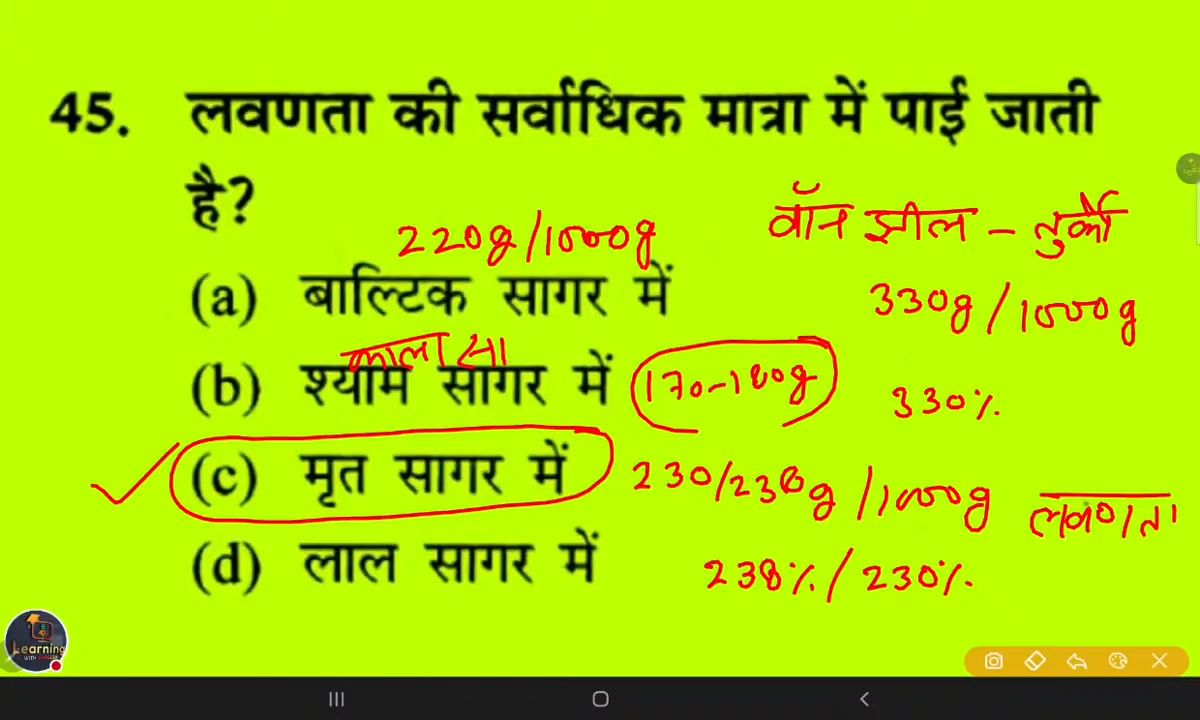 45. लवणता की सर्वाधिक मात्रा में पाई जाती
है?
वॉन झील - तुर्की
220g/1000g
(a) बाल्टिक सागर में
330g/1000g
काला सा
(b) श्याम सागर में
170-180g
330%
(c) मृत सागर में
230/238g/1000g
लवणता
(d) लाल सागर में
238%/230%
Learning